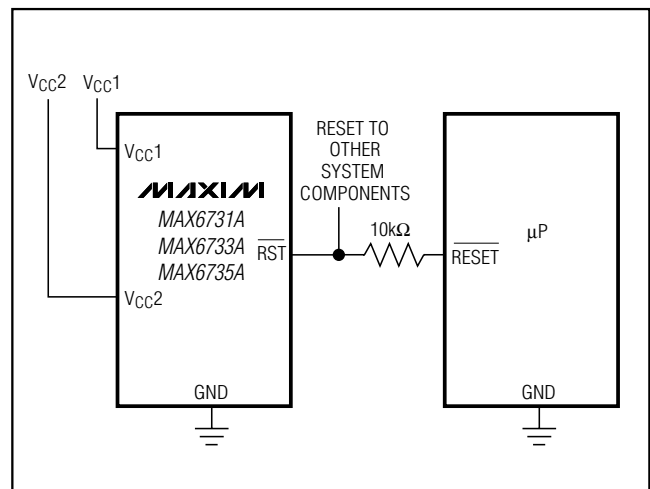 VCC2 VCC1
RESET TO
OTHER
SYSTEM
COMPONENTS
VCC1
MAXIM
MAX6731A
MAX6733A
MAX6735A
RST
VCC2
GND
10kΩ
RESET
μP
GND